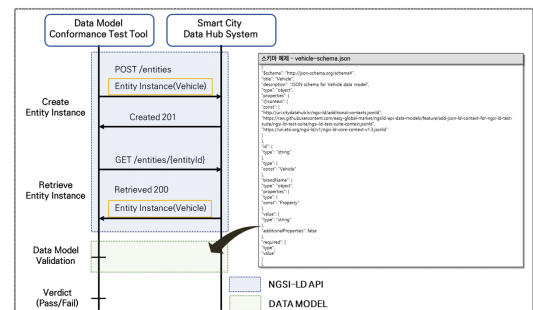 Data Model
Conformance Test Tool
Smart City
Data Hub System
POST /entities
Entity Instance(Vehicle)
Create
Entity Instance
Created 201
GET /entities/{entityId}
Retrieve
Entity Instance
Retrieved 200
Entity Instance(Vehicle)
Data Model
Validation
Verdict
(Pass/Fail)
NGSI-LD API
DATA MODEL
스키마 예제 - vehicle-schema.json
{
"$schema": "http://json-schema.org/schema#",
"title": "Vehicle",
"description": "JSON schema for Vehicle data model",
"type": "object",
"properties": {
"@context": {
"const": [
"http://uri.citydatahub.kr/ngsi-ld/additional-contexts.jsonld",
"https://raw.githubusercontent.com/easy-global-market/ngsild-api-data-models/feature/add-json-ld-context-for-ngsi-ld-test-
suite/ngsi-ld-test-suite/ngsi-ld-test-suite-context.jsonld",
"https://uri.etsi.org/ngsi-ld/v1/ngsi-ld-core-context-v1.3.jsonld"
]
},
"id": {
"type": "string"
},
"type": {
"const": "Vehicle"
},
"brandName": {
"type": "object",
"properties": {
"type": {
"const": "Property"
},
"value": {
"type": "string"
},
"additionalProperties": false
"required": [
"type",
"value"
]